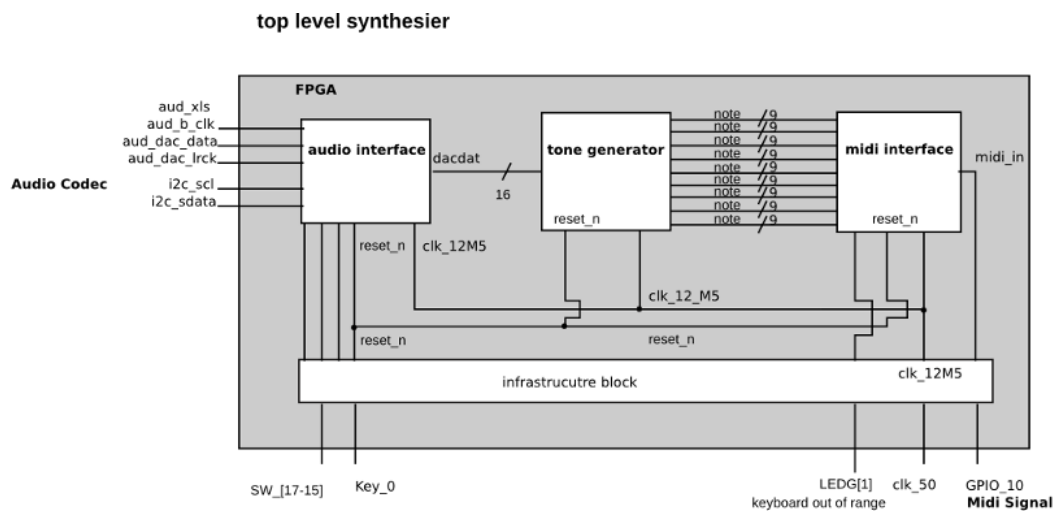 top level synthesier
FPGA
aud_xls
aud_b_clk
aud_dac_data
aud_dac_lrck
Audio Codec
i2c_scl
i2c_sdata
audio interface
dacdat
16
tone generator
reset_n
note 9
note 9
note 9
note 9
note 9
note 9
note 9
note 9
note 9
note 9
midi interface
reset_n
midi_in
reset_n
clk_12M5
clk_12_M5
reset_n
reset_n
clk_12M5
infrastrucutre block
SW_[17-15]
Key_0
LEDG[1]
keyboard out of range
clk_50
GPIO_10
Midi Signal